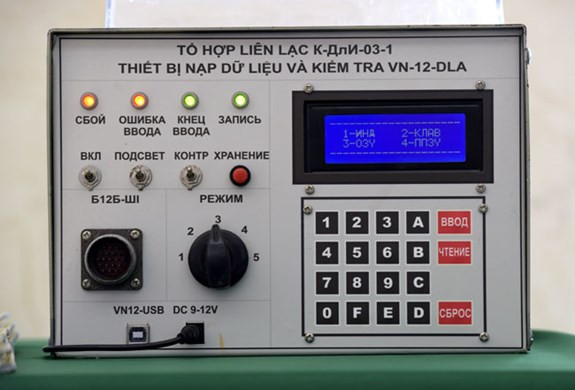 TỔ HỢP LIÊN LẠC К-ДлИ-03-1
THIẾT BỊ NẠP DỮ LIỆU VÀ KIỂM TRA VN-12-DLA
СБОЙ ОШИБКА ВВОДА КНЕЦ ВВОДА ЗАПИСЬ
ВКЛ ПОДСВЕТ КОНТР ХРАНЕНИЕ
Б12Б-ШІ РЕЖИМ
1 2 3 4 5
VN12-USB DC 9-12V
1-ИНД 2-КЛАВ
3-ОЗУ 4-ППЗУ
1 2 3 A ВВОД
4 5 6 B ЧТЕНИЕ
7 8 9 C
0 F E D СБРОС